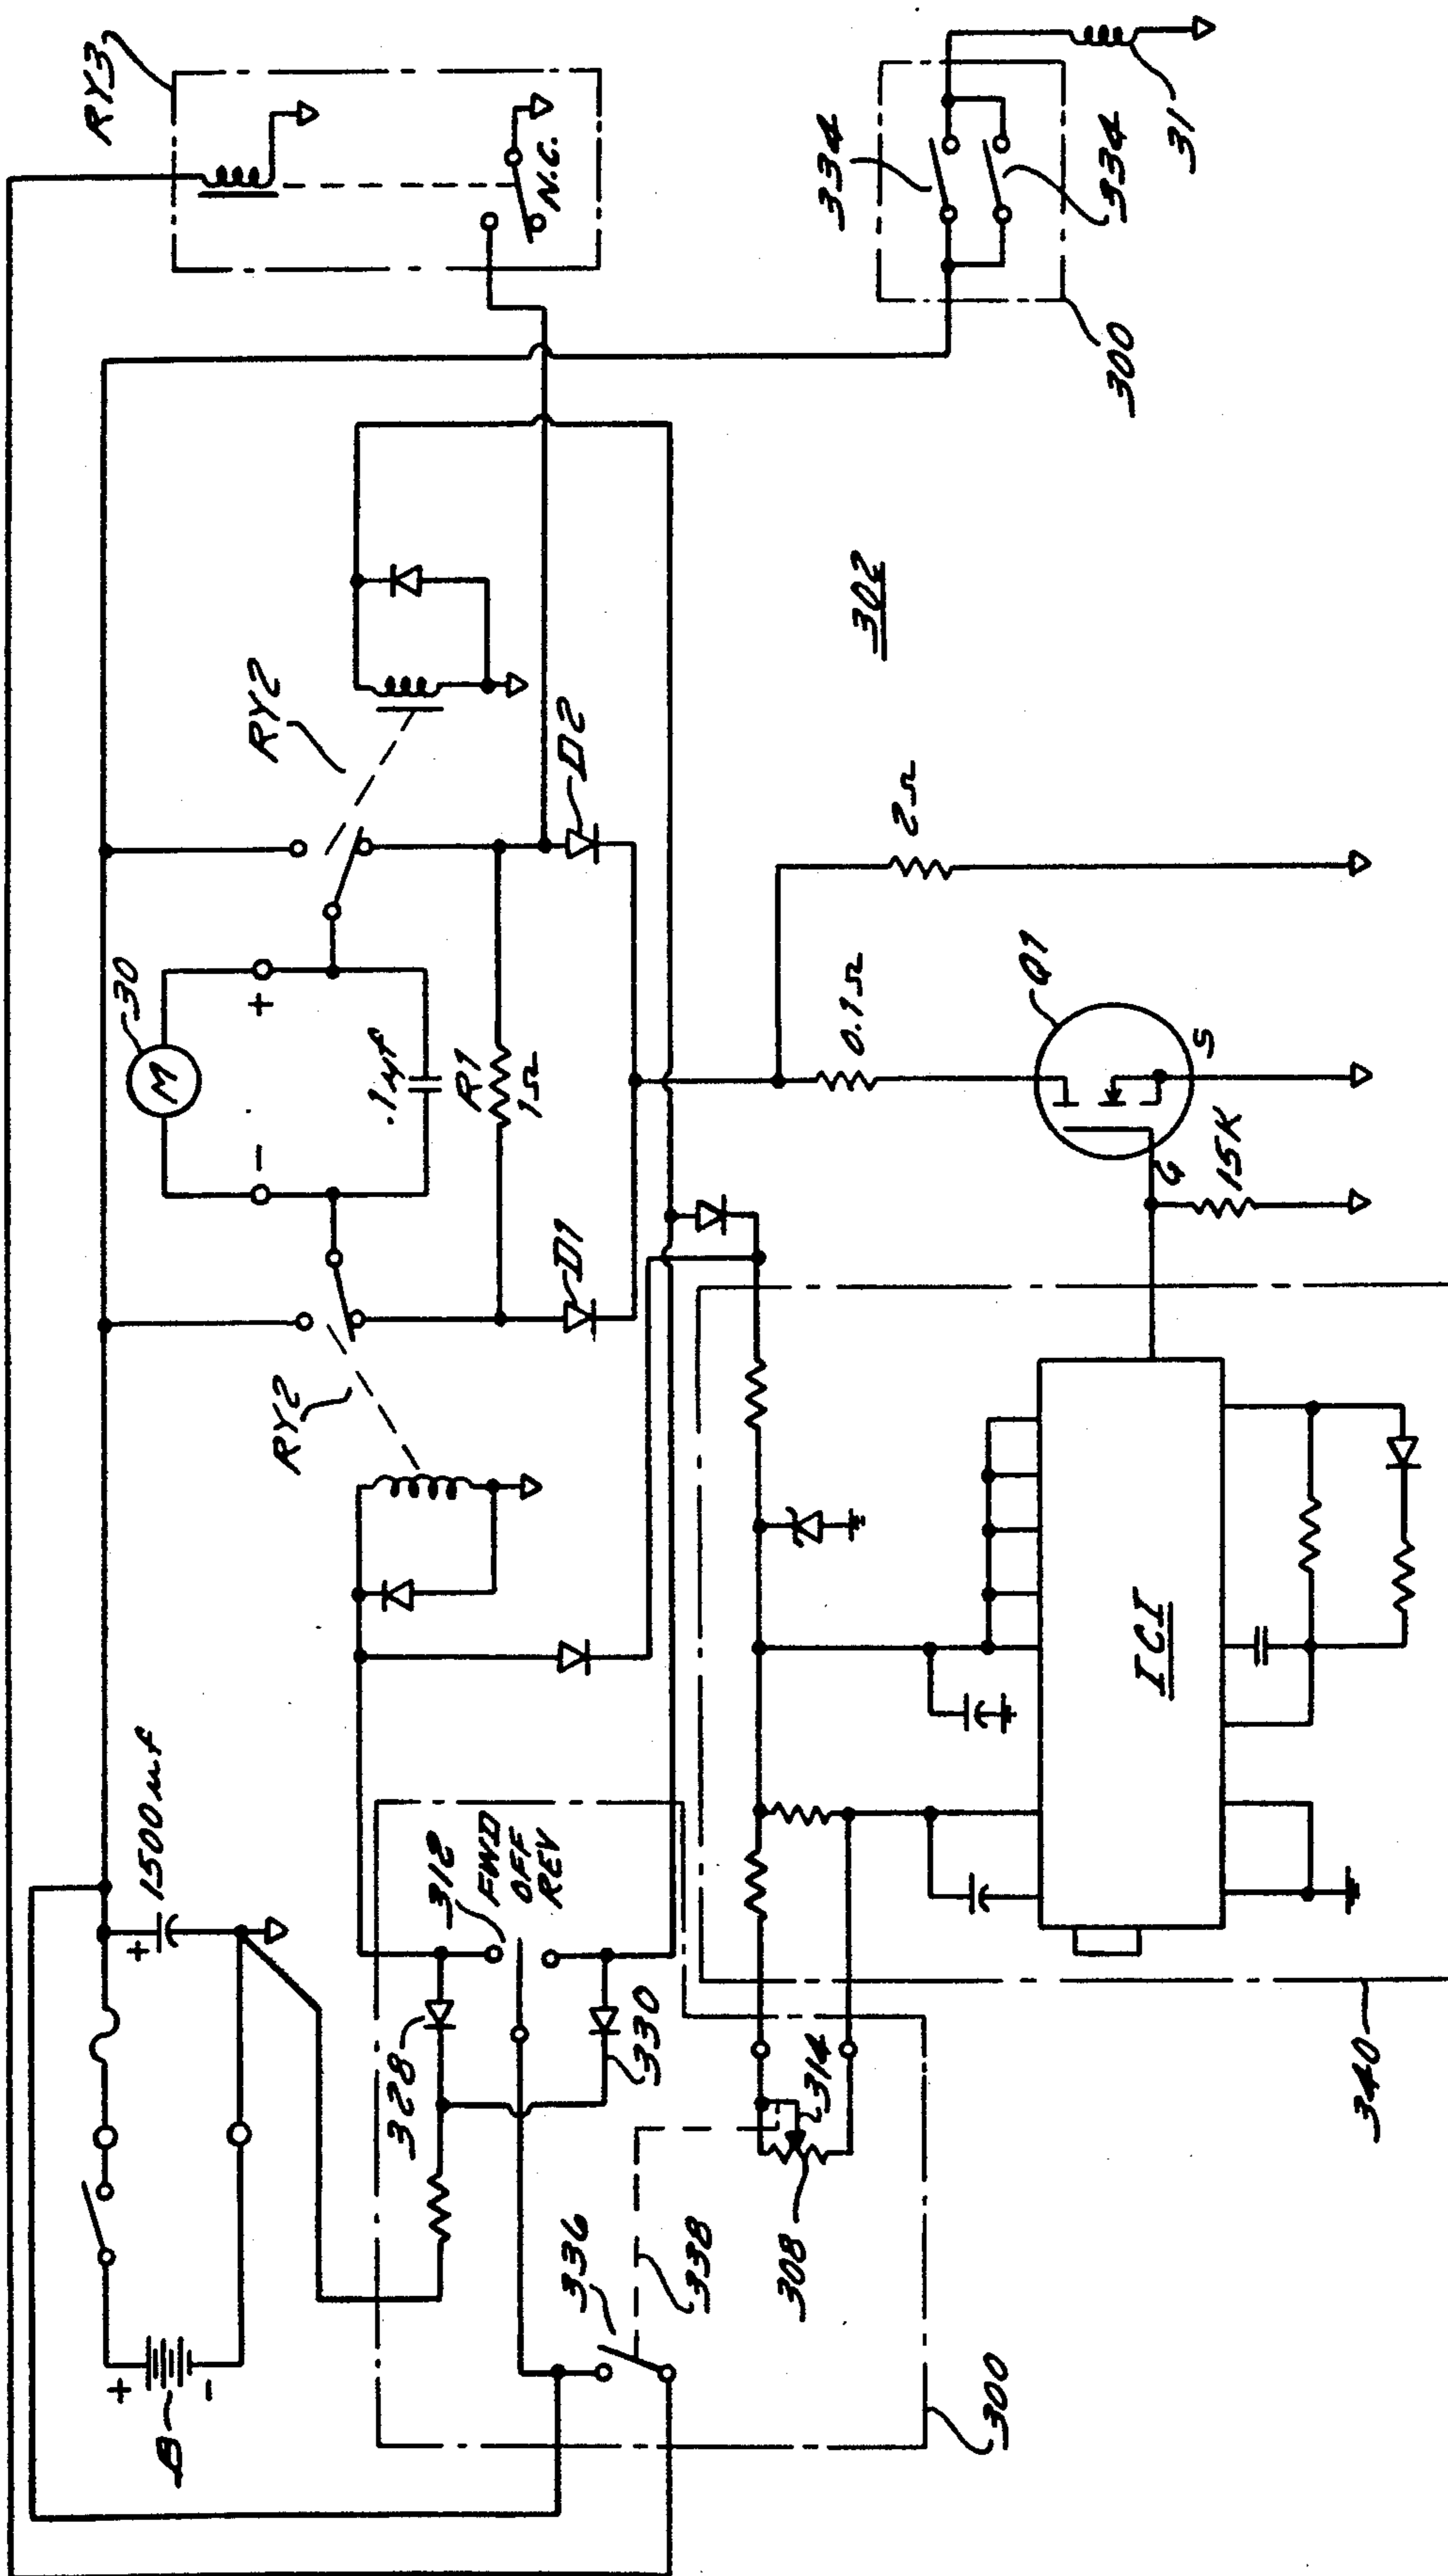 RY3
N.C.
334
334
31
300
302
RY2
D2
2Ω
30
M
+
-
.1µf
R1
1Ω
0.1Ω
Q1
S
G
15K
D1
RY2
IC1
1500µf
+
312
FWD
OFF
REV
328
330
314
308
336
338
340
300
B
+
-